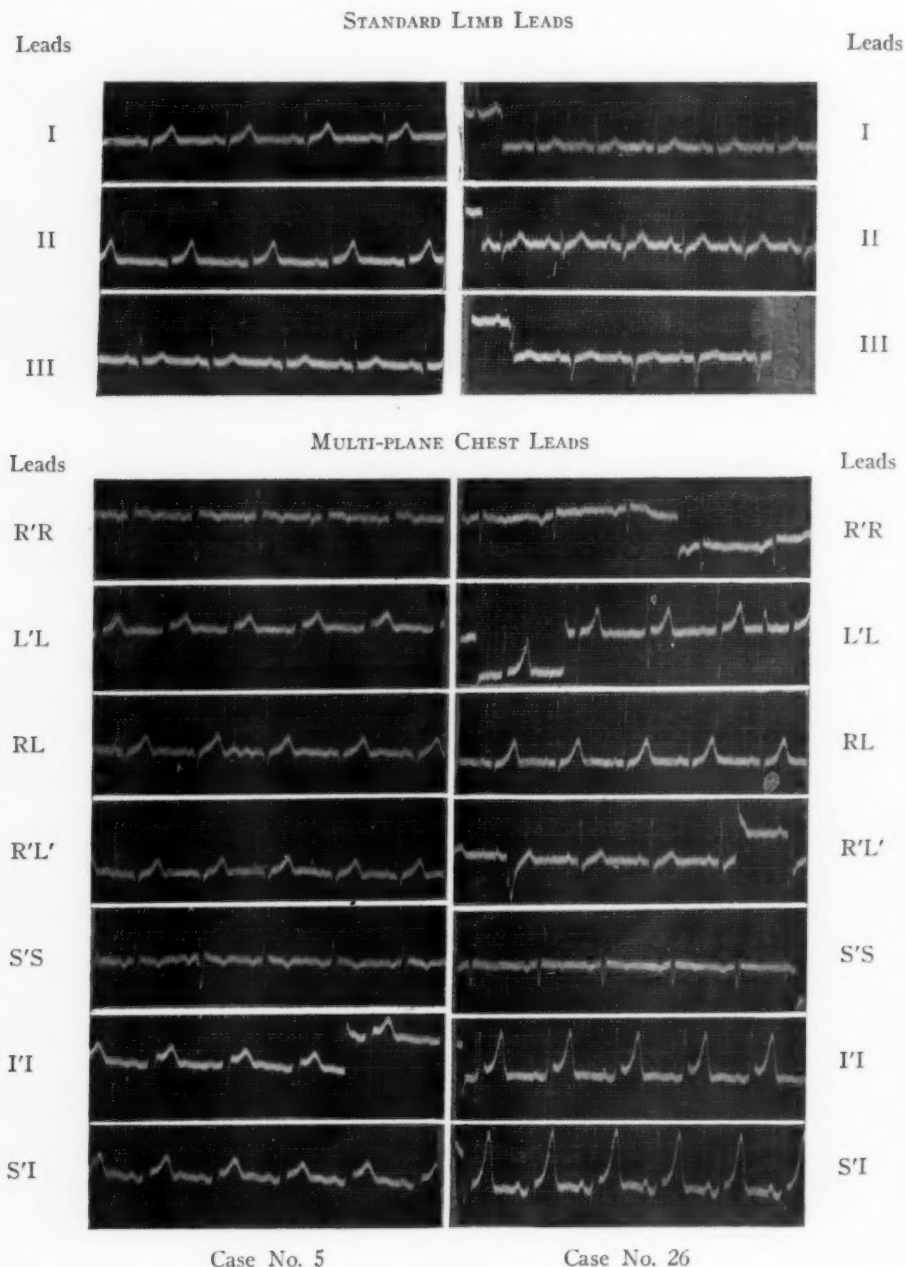 STANDARD LIMB LEADS
Leads Leads
I I
II II
III III
MULTI-PLANE CHEST LEADS
Leads Leads
R'R R'R
L'L L'L
RL RL
R'L' R'L'
S'S S'S
I'I I'I
S'I S'I
Case No. 5 Case No. 26